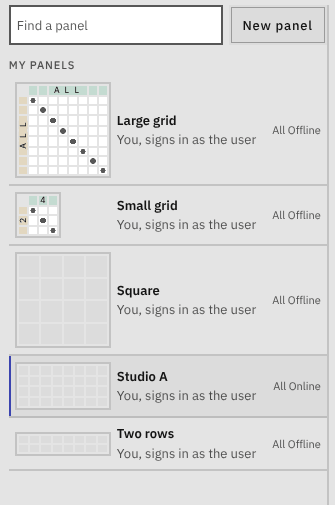 Find a panel
New panel
MY PANELS
ALL
ALL
Large grid
You, signs in as the user
All Offline
4
2
Small grid
You, signs in as the user
All Offline
Square
You, signs in as the user
All Offline
Studio A
You, signs in as the user
All Online
Two rows
You, signs in as the user
All Offline